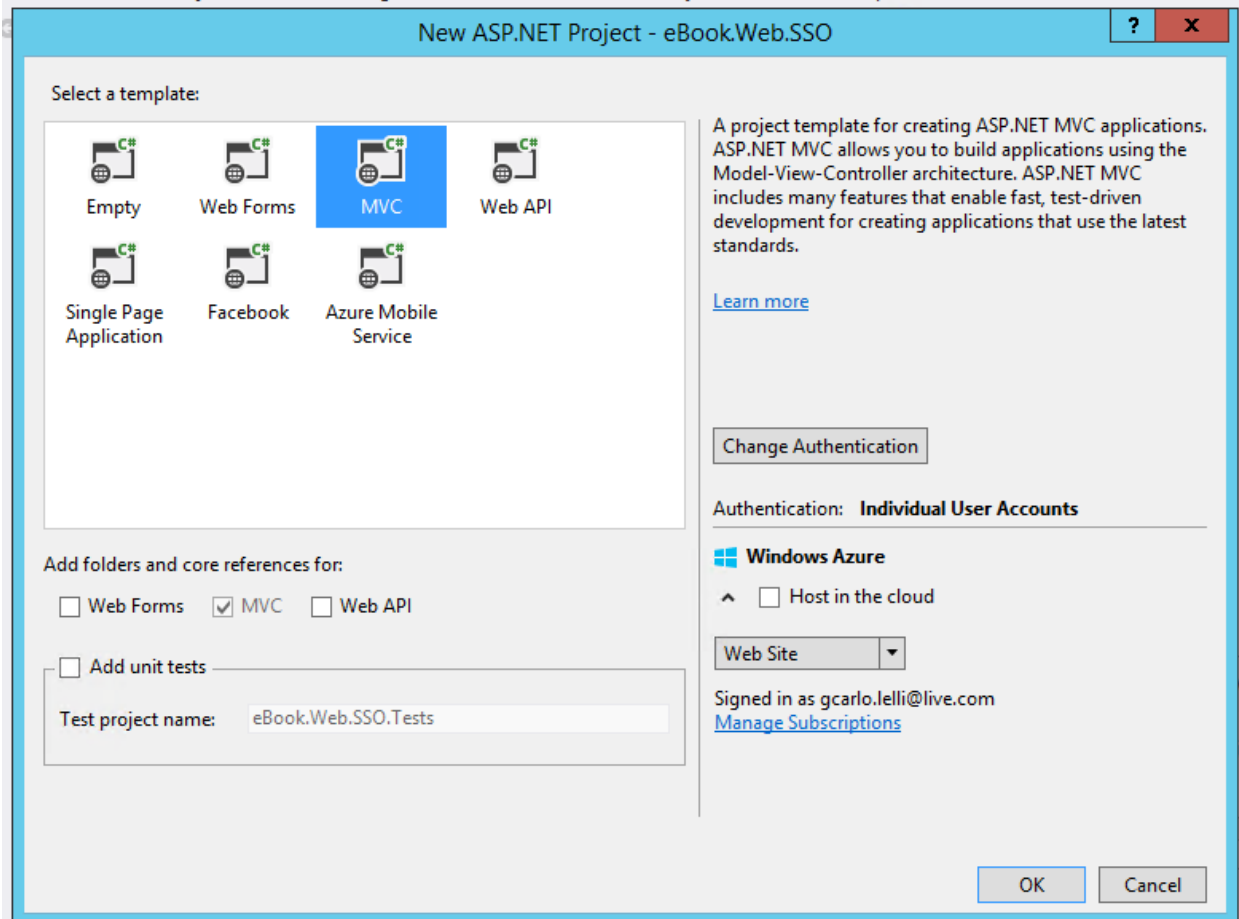 New ASP.NET Project - eBook.Web.SSO
?
x
Select a template:
C#
C#
C#
C#
Empty
Web Forms
MVC
Web API
C#
C#
C#
Single Page
Application
Facebook
Azure Mobile
Service
A project template for creating ASP.NET MVC applications.
ASP.NET MVC allows you to build applications using the
Model-View-Controller architecture. ASP.NET MVC
includes many features that enable fast, test-driven
development for creating applications that use the latest
standards.
Learn more
Change Authentication
Authentication: Individual User Accounts
Windows Azure
Host in the cloud
Web Site
Signed in as gcarlo.lelli@live.com
Manage Subscriptions
Add folders and core references for:
Web Forms
MVC
Web API
Add unit tests
Test project name: eBook.Web.SSO.Tests
OK
Cancel